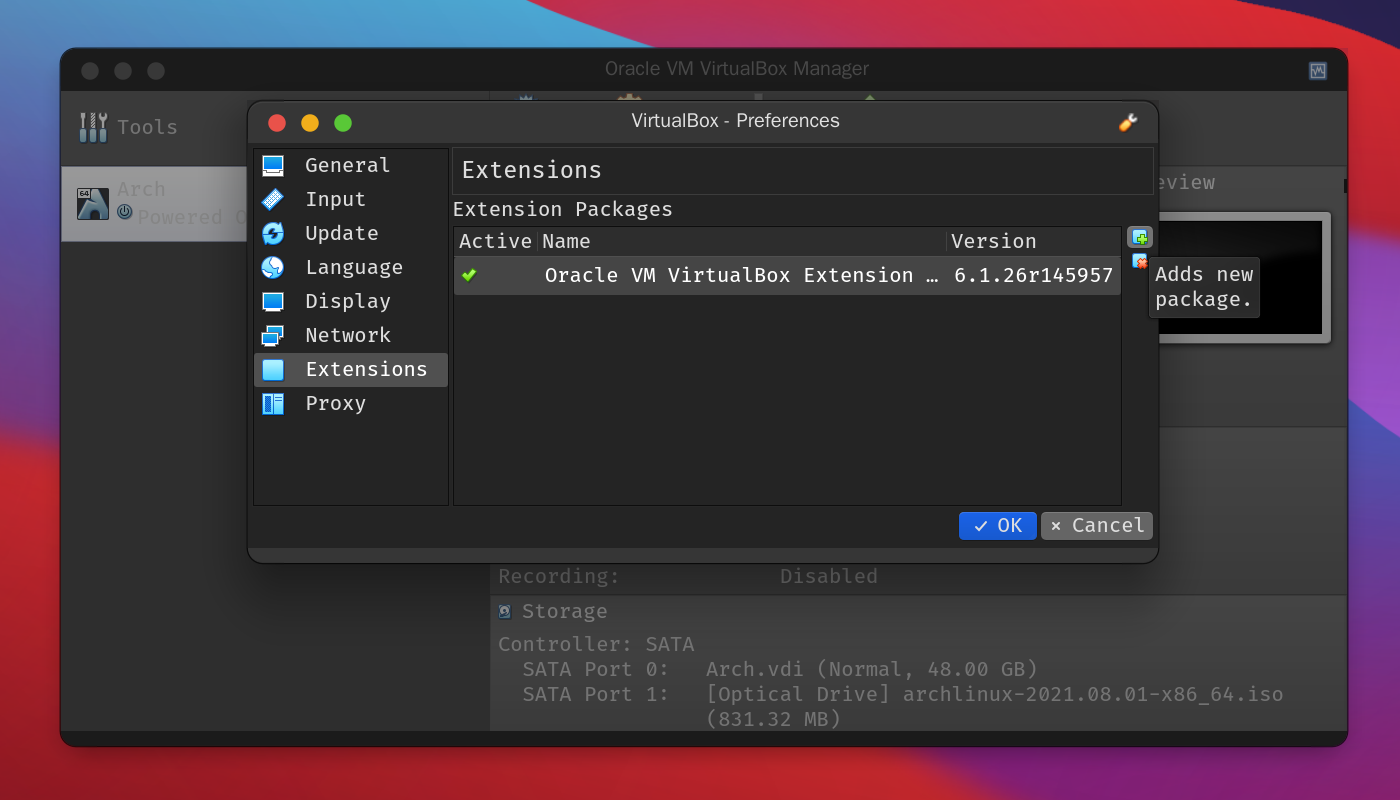 Oracle VM VirtualBox Manager
Tools
VirtualBox - Preferences
64
Arch
Powered O
General
Input
Update
Language
Display
Network
Extensions
Proxy
Extensions
Extension Packages
Active Name Version
Oracle VM VirtualBox Extension … 6.1.26r145957
Adds new
package.
eview
OK Cancel
Recording: Disabled
Storage
Controller: SATA
SATA Port 0: Arch.vdi (Normal, 48.00 GB)
SATA Port 1: [Optical Drive] archlinux-2021.08.01-x86_64.iso
(831.32 MB)